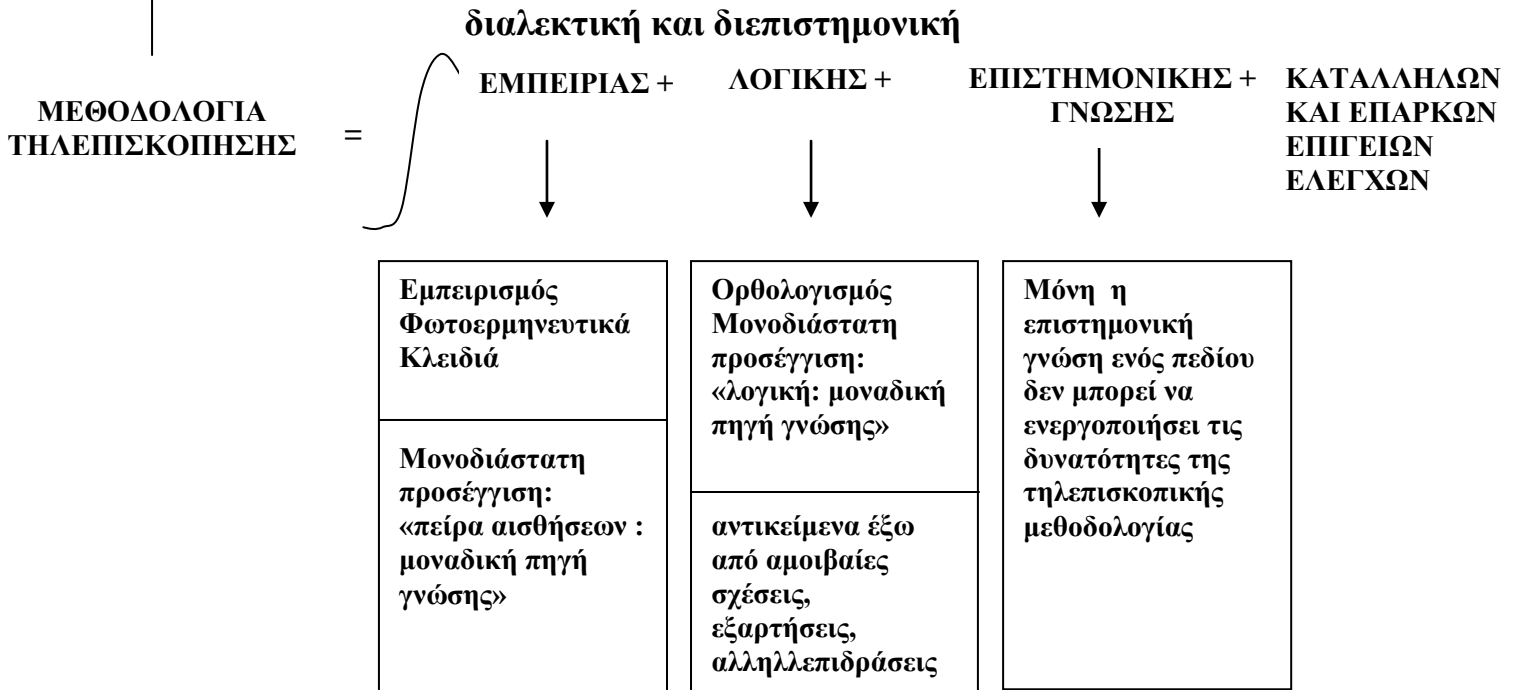 διαλεκτική και διεπιστημονική
ΜΕΘΟΔΟΛΟΓΙΑ
ΤΗΛΕΠΙΣΚΟΠΗΣΗΣ
=
ΕΜΠΕΙΡΙΑΣ +
ΛΟΓΙΚΗΣ +
ΕΠΙΣΤΗΜΟΝΙΚΗΣ +
ΓΝΩΣΗΣ
ΚΑΤΑΛΛΗΛΩΝ
ΚΑΙ ΕΠΑΡΚΩΝ
ΕΠΙΓΕΙΩΝ
ΕΛΕΓΧΩΝ
Εμπειρισμός
Φωτοερμηνευτικά
Κλειδιά
Μονοδιάστατη
προσέγγιση:
«πείρα αισθήσεων :
μοναδική πηγή
γνώσης»
Ορθολογισμός
Μονοδιάστατη
προσέγγιση:
«λογική: μοναδική
πηγή γνώσης»
αντικείμενα έξω
από αμοιβαίες
σχέσεις,
εξαρτήσεις,
αλληλλεπιδράσεις
Μόνη η
επιστημονική
γνώση ενός πεδίου
δεν μπορεί να
ενεργοποιήσει τις
δυνατότητες της
τηλεπισκοπικής
μεθοδολογίας